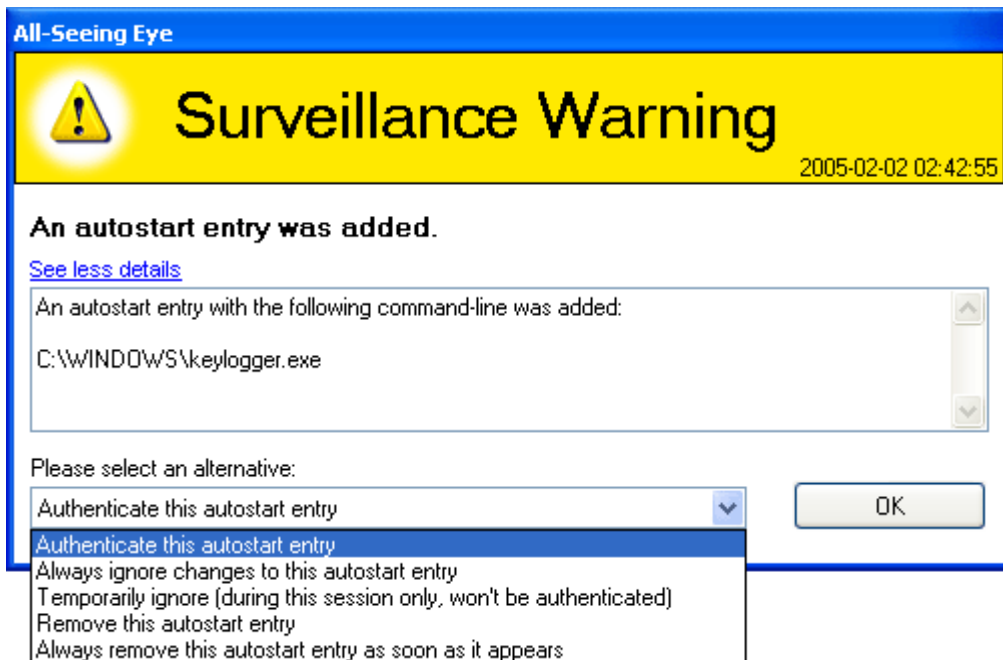 All-Seeing Eye
Surveillance Warning
2005-02-02 02:42:55
An autostart entry was added.
See less details
An autostart entry with the following command-line was added:
C:\WINDOWS\keylogger.exe
Please select an alternative:
Authenticate this autostart entry
OK
Authenticate this autostart entry
Always ignore changes to this autostart entry
Temporarily ignore (during this session only, won't be authenticated)
Remove this autostart entry
Always remove this autostart entry as soon as it appears